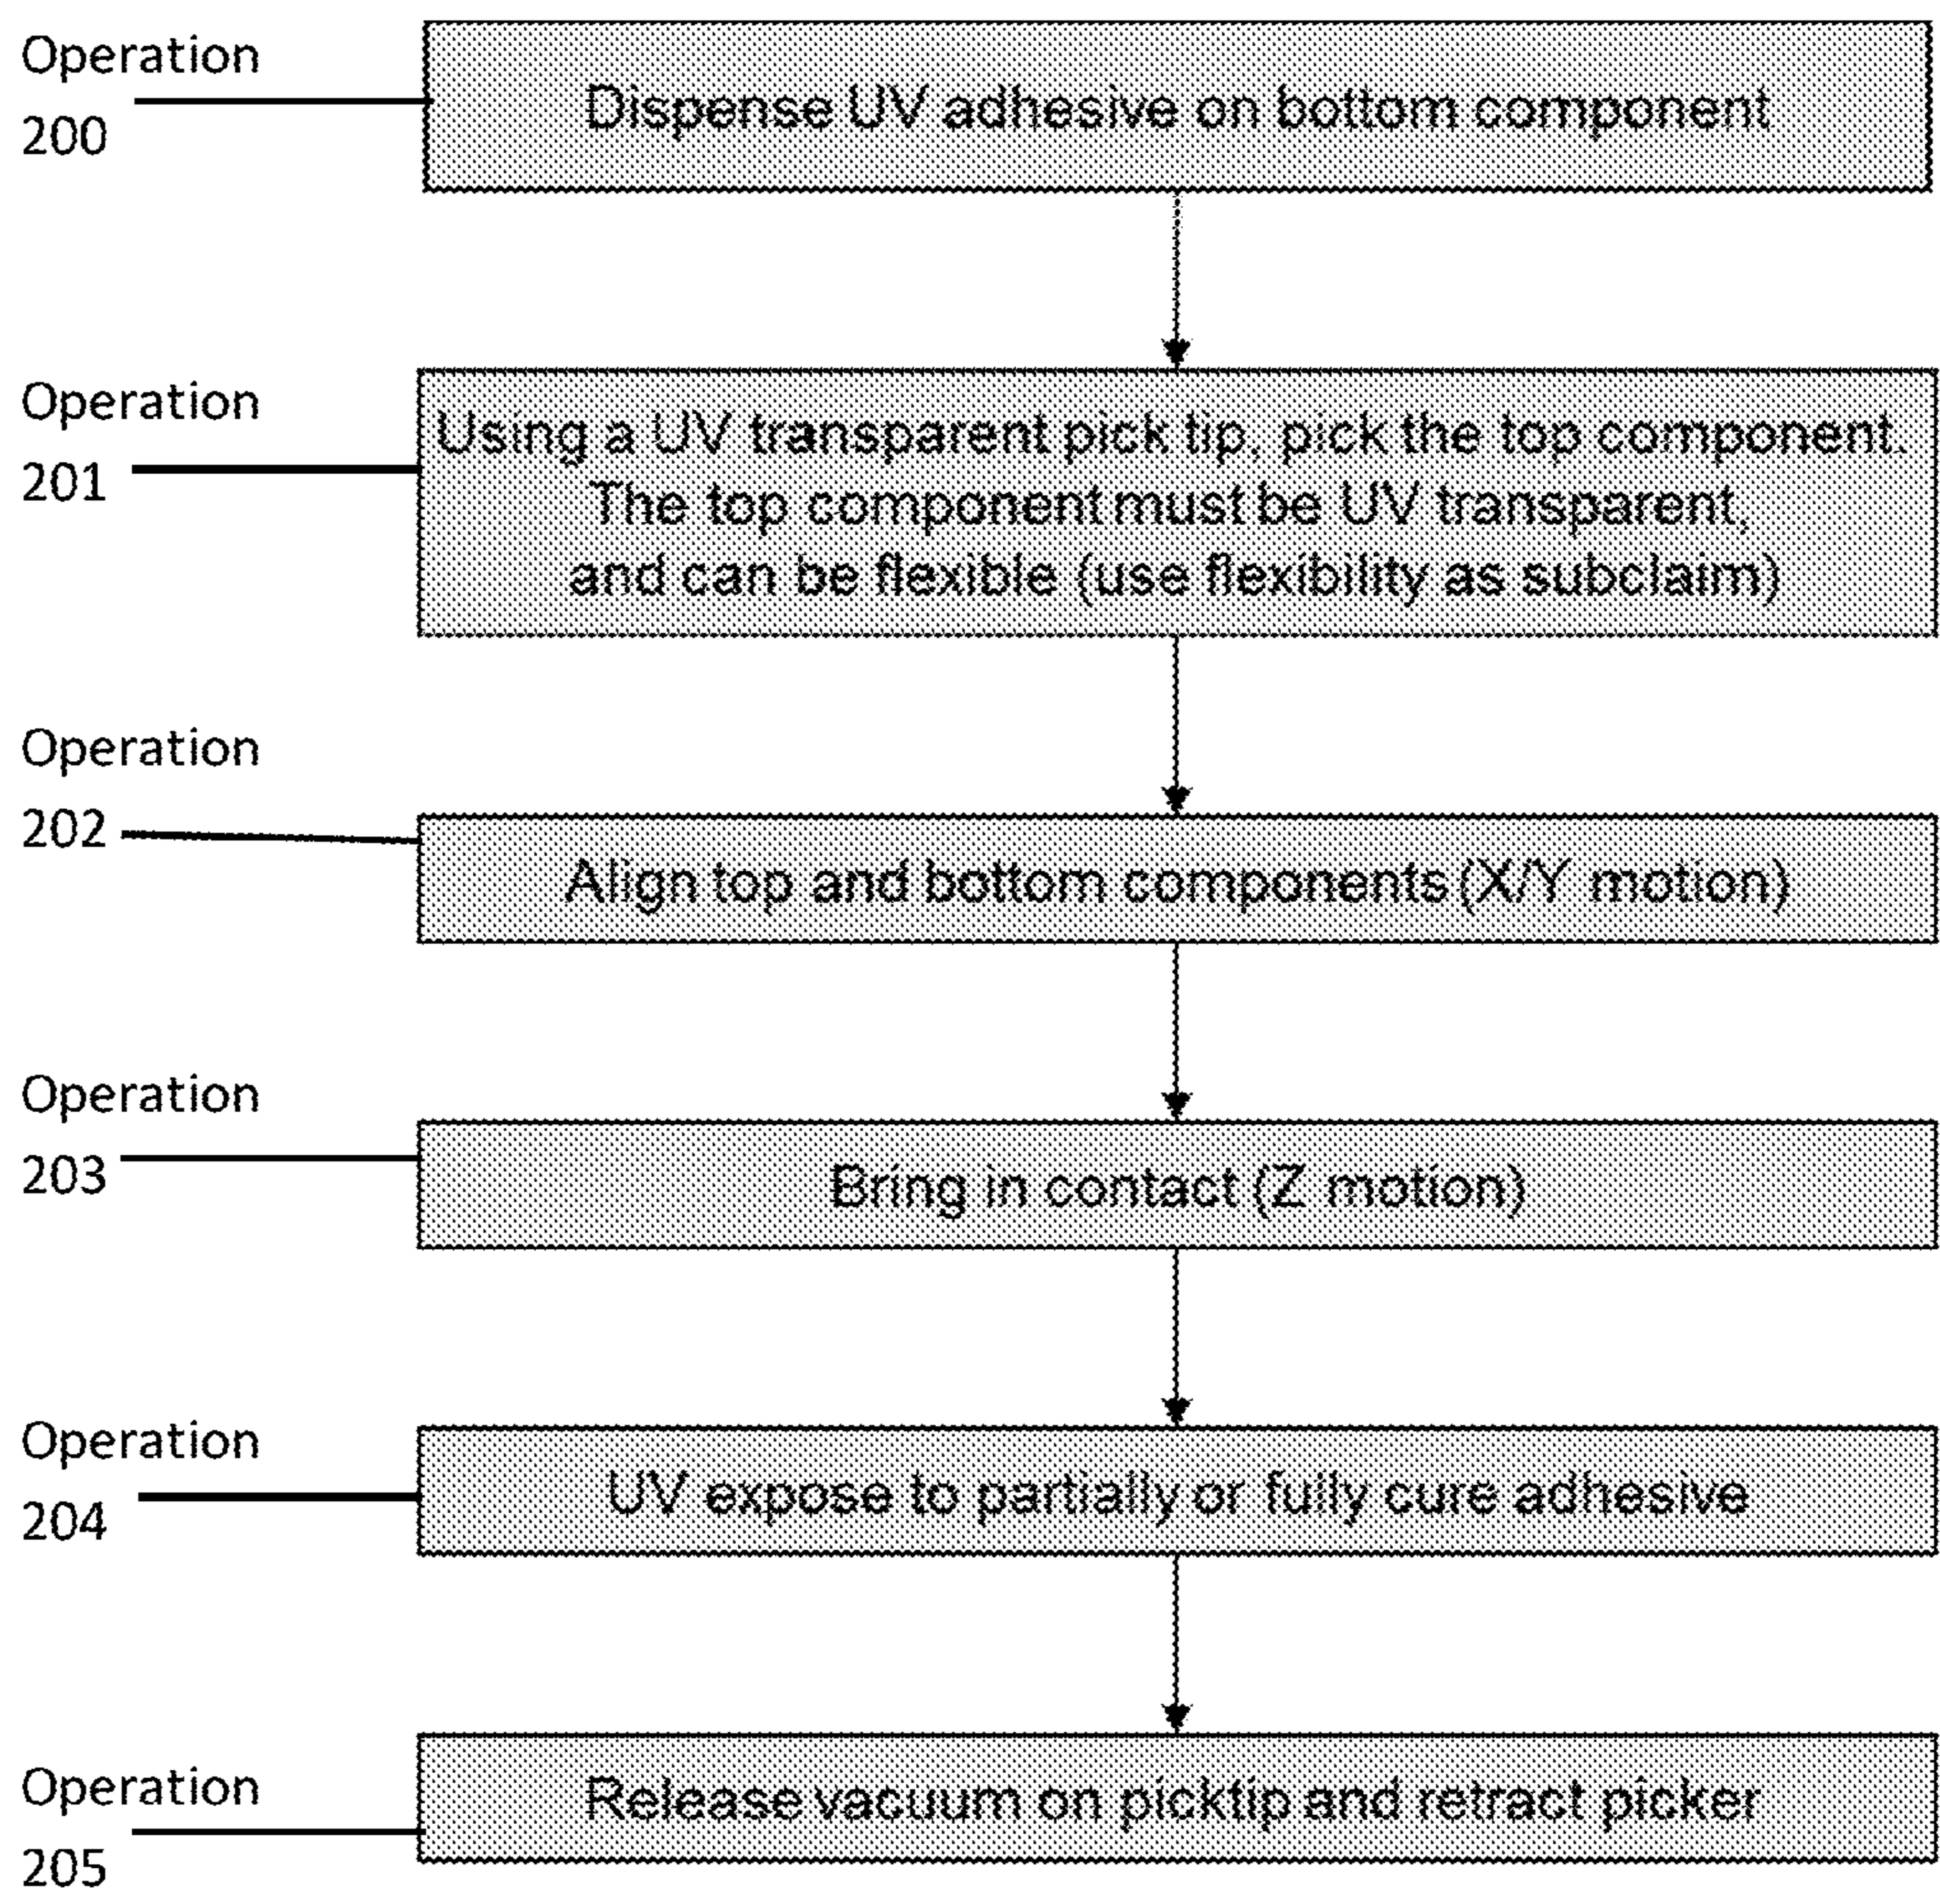 Operation
200
Dispense UV adhesive on bottom component
Operation
201
Using a UV transparent pick tip, pick the top component.
The top component must be UV transparent,
and can be flexible (use flexibility as subclaim)
Operation
202
Align top and bottom components (X/Y motion)
Operation
203
Bring in contact (Z motion)
Operation
204
UV expose to partially or fully cure adhesive
Operation
205
Release vacuum on picktip and retract picker